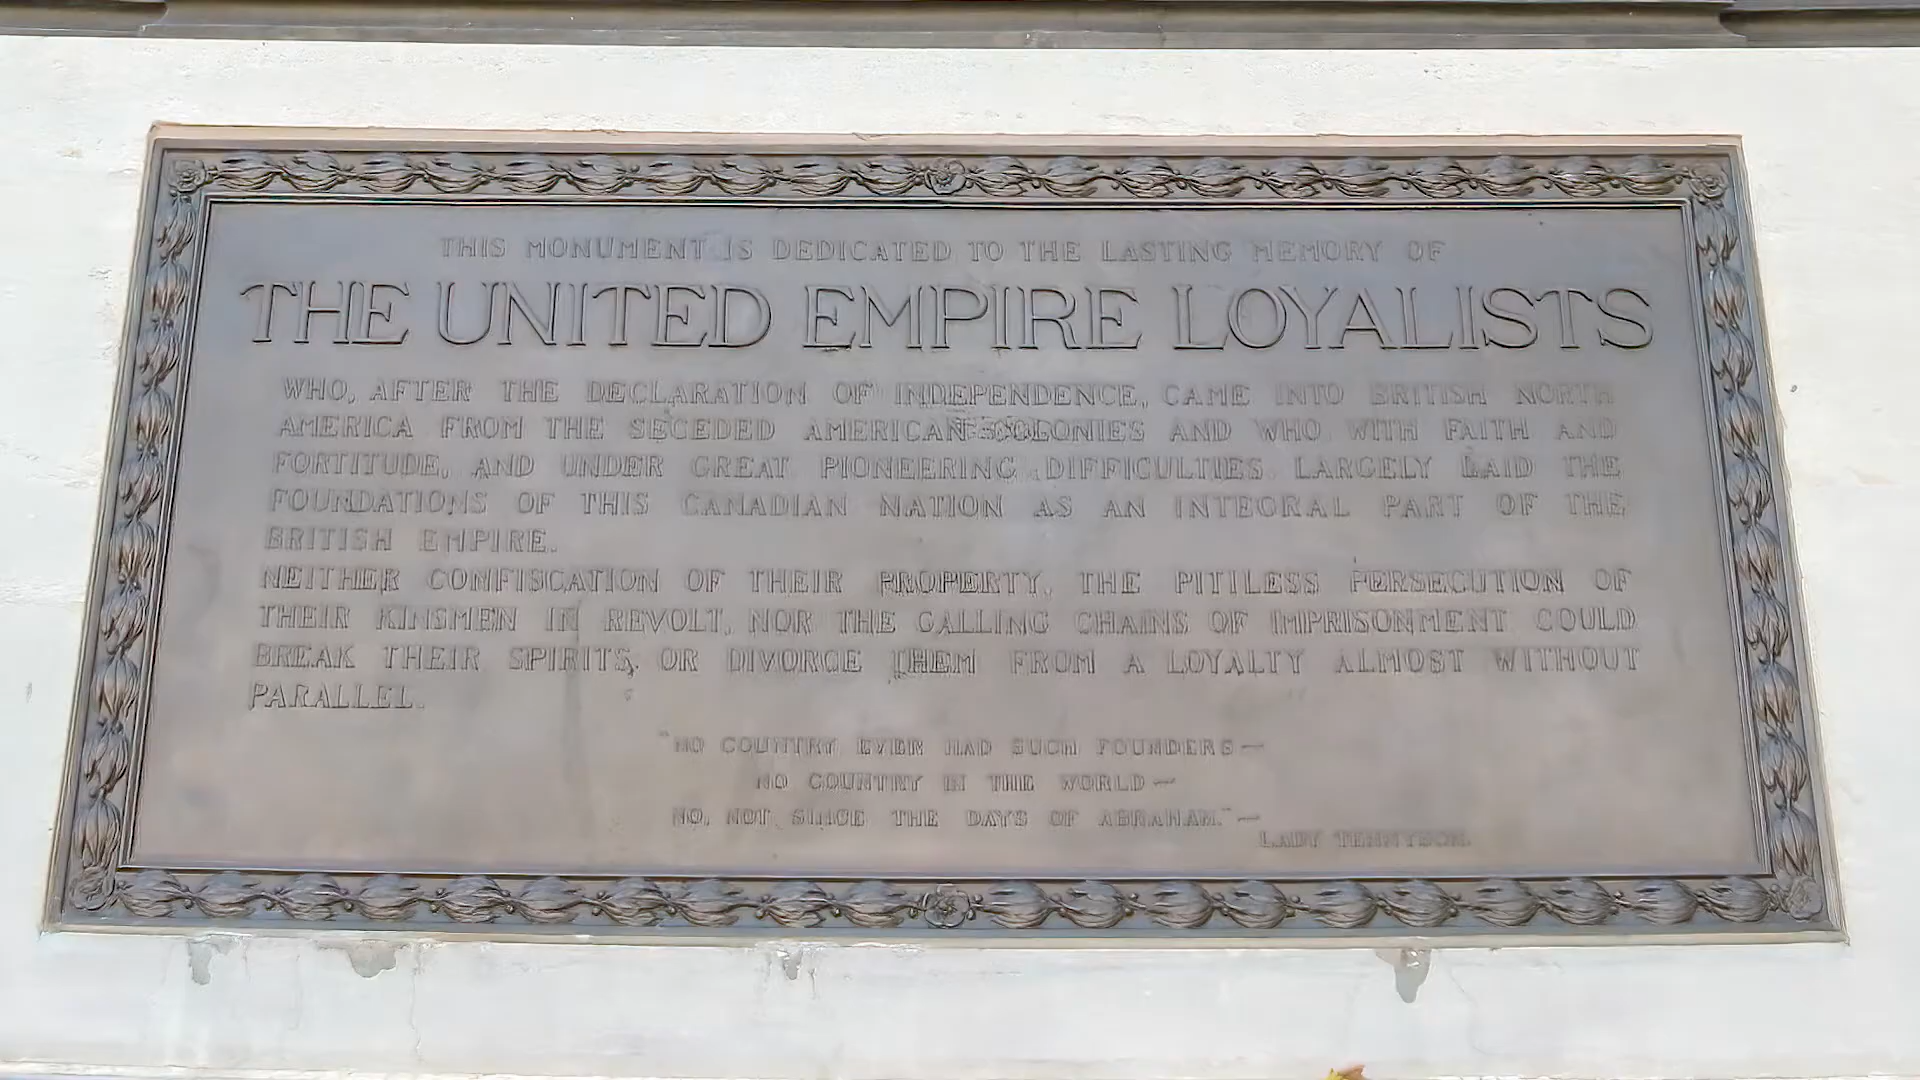 THIS MONUMENT IS DEDICATED TO THE LASTING MEMORY OF
THE UNITED EMPIRE LOYALISTS
WHO, AFTER THE DECLARATION OF INDEPENDENCE, CAME INTO BRITISH NORTH
AMERICA FROM THE SECEDED AMERICAN COLONIES AND WHO, WITH FAITH AND
FORTITUDE, AND UNDER GREAT PIONEERING DIFFICULTIES LARGELY LAID THE
FOUNDATIONS OF THIS CANADIAN NATION AS AN INTEGRAL PART OF THE
BRITISH EMPIRE.
NEITHER CONFISCATION OF THEIR PROPERTY, THE PITILESS PERSECUTION OF
THEIR KINSMEN IN REVOLT, NOR THE GALLING CHAINS OF IMPRISONMENT COULD
BREAK THEIR SPIRITS, OR DIVORCE THEM FROM A LOYALTY ALMOST WITHOUT
PARALLEL.
"NO COUNTRY EVER HAD SUCH FOUNDERS—
NO COUNTRY IN THE WORLD—
NO, NOT SINCE THE DAYS OF ABRAHAM."—
LADY TENNYSON.